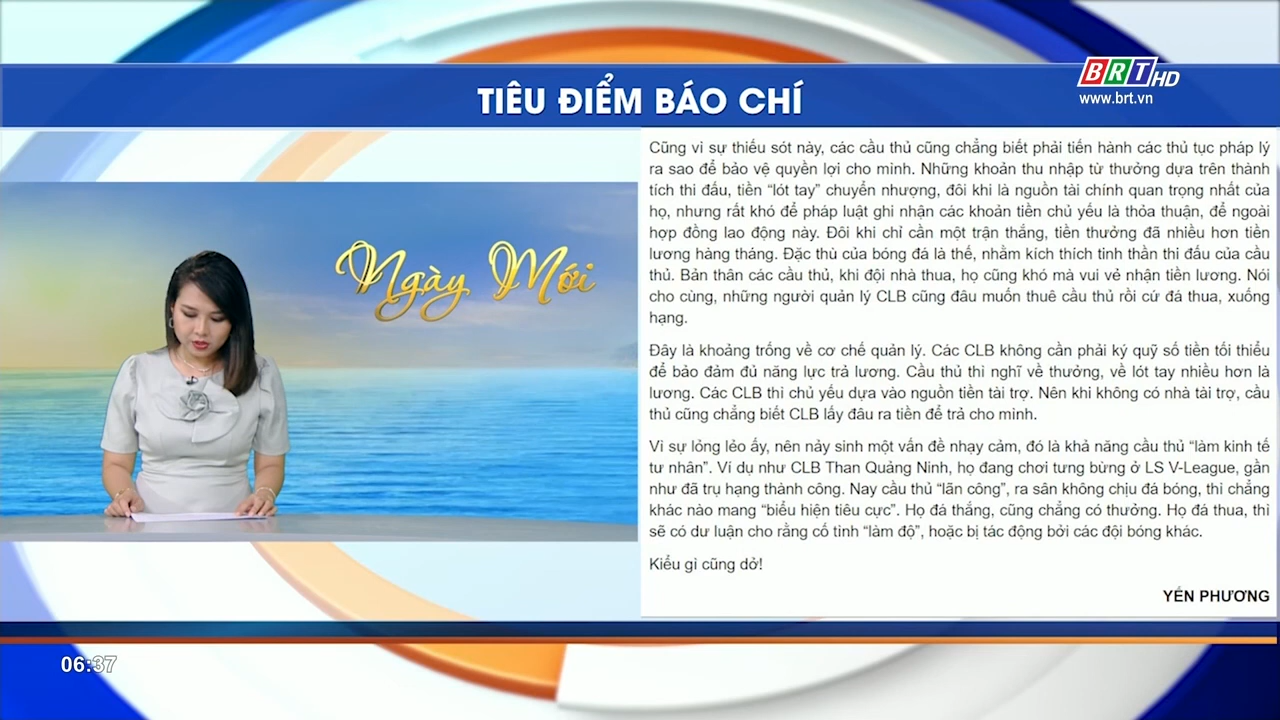 BRT HD
www.brt.vn
TIÊU ĐIỂM BÁO CHÍ
Ngày Mới
Cũng vì sự thiếu sót này, các cầu thủ cũng chẳng biết phải tiến hành các thủ tục pháp lý
ra sao để bảo vệ quyền lợi cho mình. Những khoản thu nhập từ thưởng dựa trên thành
tích thi đấu, tiền “lót tay” chuyển nhượng, đôi khi là nguồn tài chính quan trọng nhất của
họ, nhưng rất khó để pháp luật ghi nhận các khoản tiền chủ yếu là thỏa thuận, để ngoài
hợp đồng lao động này. Đôi khi chỉ cần một trận thắng, tiền thưởng đã nhiều hơn tiền
lương hàng tháng. Đặc thù của bóng đá là thế, nhằm kích thích tinh thần thi đấu của cầu
thủ. Bản thân các cầu thủ, khi đội nhà thua, họ cũng khó mà vui vẻ nhận tiền lương. Nói
cho cùng, những người quản lý CLB cũng đâu muốn thuê cầu thủ rồi cứ đá thua, xuống
hạng.
Đây là khoảng trống về cơ chế quản lý. Các CLB không cần phải ký quỹ số tiền tối thiểu
để bảo đảm đủ năng lực trả lương. Cầu thủ thì nghĩ về thưởng, về lót tay nhiều hơn là
lương. Các CLB thì chủ yếu dựa vào nguồn tiền tài trợ. Nên khi không có nhà tài trợ, cầu
thủ cũng chẳng biết CLB lấy đâu ra tiền để trả cho mình.
Vì sự lỏng lẻo ấy, nên nảy sinh một vấn đề nhạy cảm, đó là khả năng cầu thủ “làm kinh tế
tư nhân”. Ví dụ như CLB Than Quảng Ninh, họ đang chơi tưng bừng ở LS V-League, gần
như đã trụ hạng thành công. Nay cầu thủ “lãn công”, ra sân không chịu đá bóng, thì chẳng
khác nào mang “biểu hiện tiêu cực”. Họ đá thắng, cũng chẳng có thưởng. Họ đá thua, thì
sẽ có dư luận cho rằng cố tình “làm độ”, hoặc bị tác động bởi các đội bóng khác.
Kiểu gì cũng dở!
YẾN PHƯƠNG
06:37